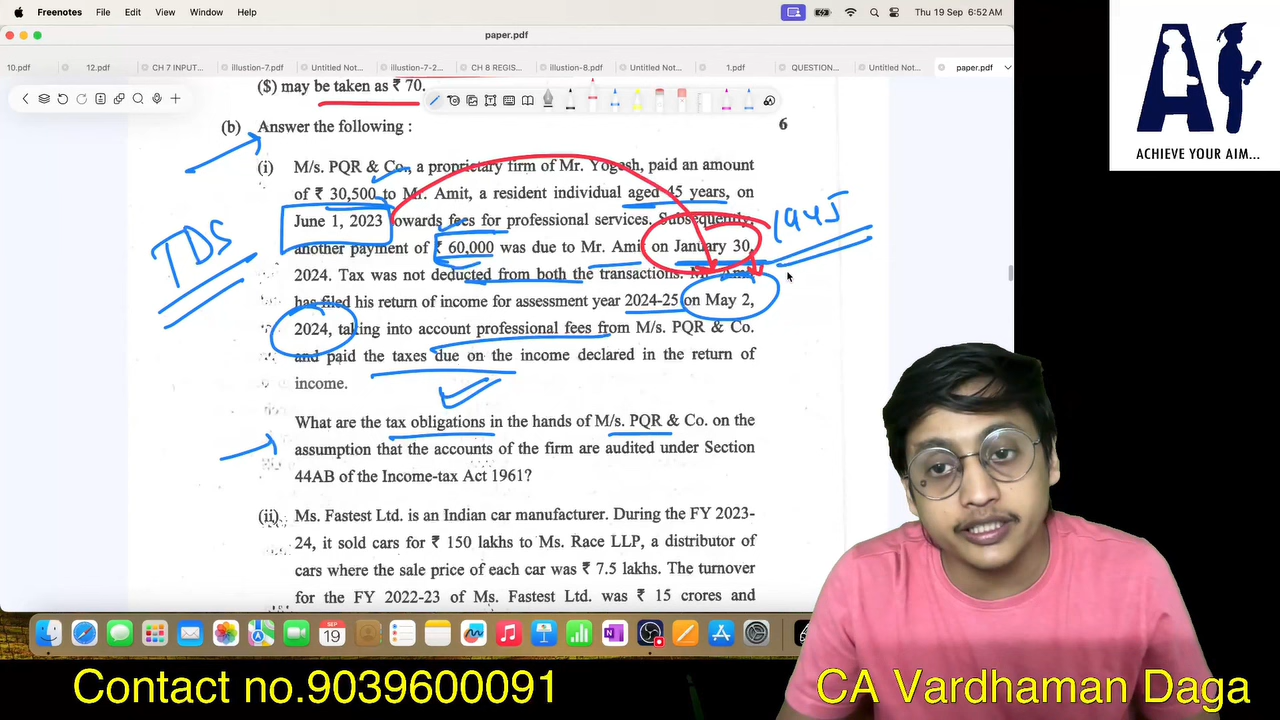 Freenotes File Edit View Window Help Thu 19 Sep 6:52 AM
paper.pdf
10.pdf 12.pdf CH 7 INPUT... illustion-7.pdf Untitled Not... illustion-7-2... CH 8 REGIS... illustion-8.pdf Untitled Not... 1.pdf QUESTION... Untitled Not... paper.pdf
($) may be taken as ₹ 70.
(b) Answer the following : 6
(i) M/s. PQR & Co., a proprietary firm of Mr. Yogesh, paid an amount
of ₹ 30,500 to Mr. Amit, a resident individual aged 45 years, on
June 1, 2023 towards fees for professional services. Subsequently,
another payment of ₹ 60,000 was due to Mr. Amit on January 30,
2024. Tax was not deducted from both the transactions. Mr. Amit
has filed his return of income for assessment year 2024-25 on May 2,
2024, taking into account professional fees from M/s. PQR & Co.
and paid the taxes due on the income declared in the return of
income.
TDS
194J
What are the tax obligations in the hands of M/s. PQR & Co. on the
assumption that the accounts of the firm are audited under Section
44AB of the Income-tax Act 1961?
(ii) Ms. Fastest Ltd. is an Indian car manufacturer. During the FY 2023-
24, it sold cars for ₹ 150 lakhs to Ms. Race LLP, a distributor of
cars where the sale price of each car was ₹ 7.5 lakhs. The turnover
for the FY 2022-23 of Ms. Fastest Ltd. was ₹ 15 crores and
SEP
19
ACHIEVE YOUR AIM...
Contact no.9039600091
CA Vardhaman Daga